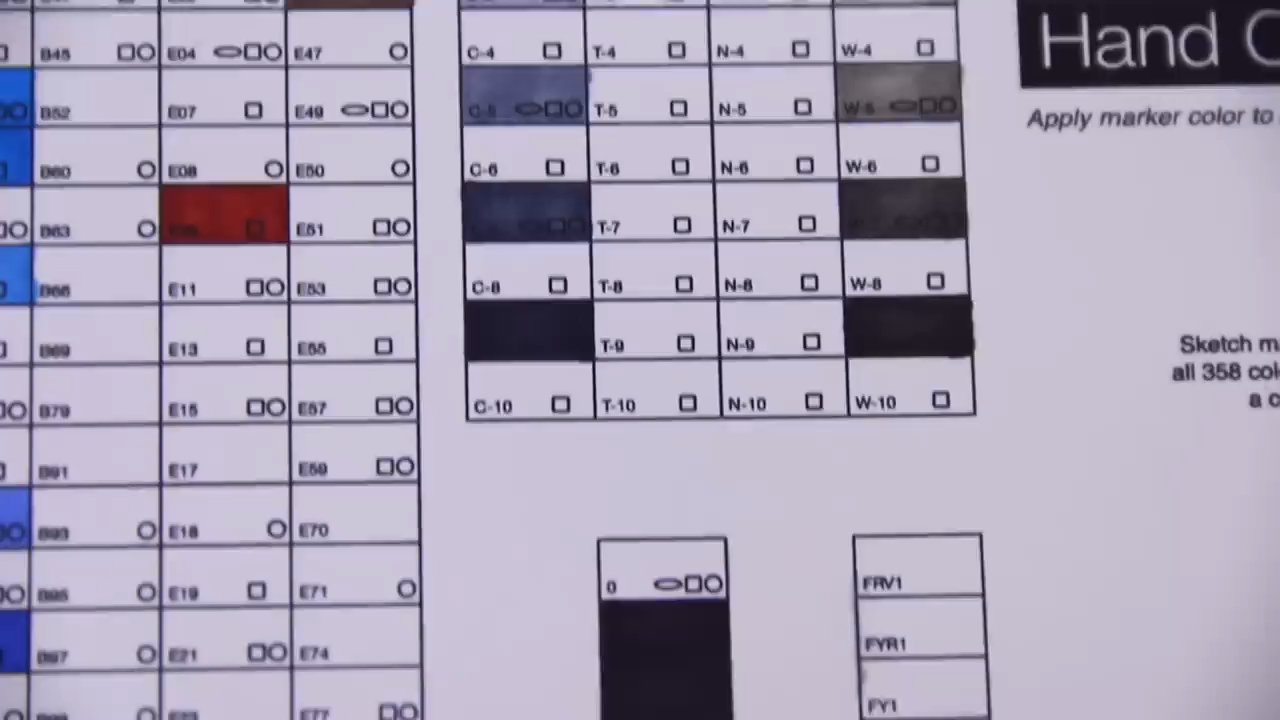 B45 E04 E47 C-4 T-4 N-4 W-4 Hand
B52 E07 E49 C-5 T-5 N-5 W-5 Apply marker color to
B60 E08 E50 C-6 T-6 N-6 W-6
B63 E51 T-7 N-7
B66 E11 E53 C-8 T-8 N-8 W-8
B69 E13 E55 T-9 N-9 Sketch
B79 E15 E57 C-10 T-10 N-10 W-10 all 358
B91 E17 E59
B93 E18 E70
B95 E19 E71 0 FRV1
B97 E21 E74 FYR1
E77 FY1